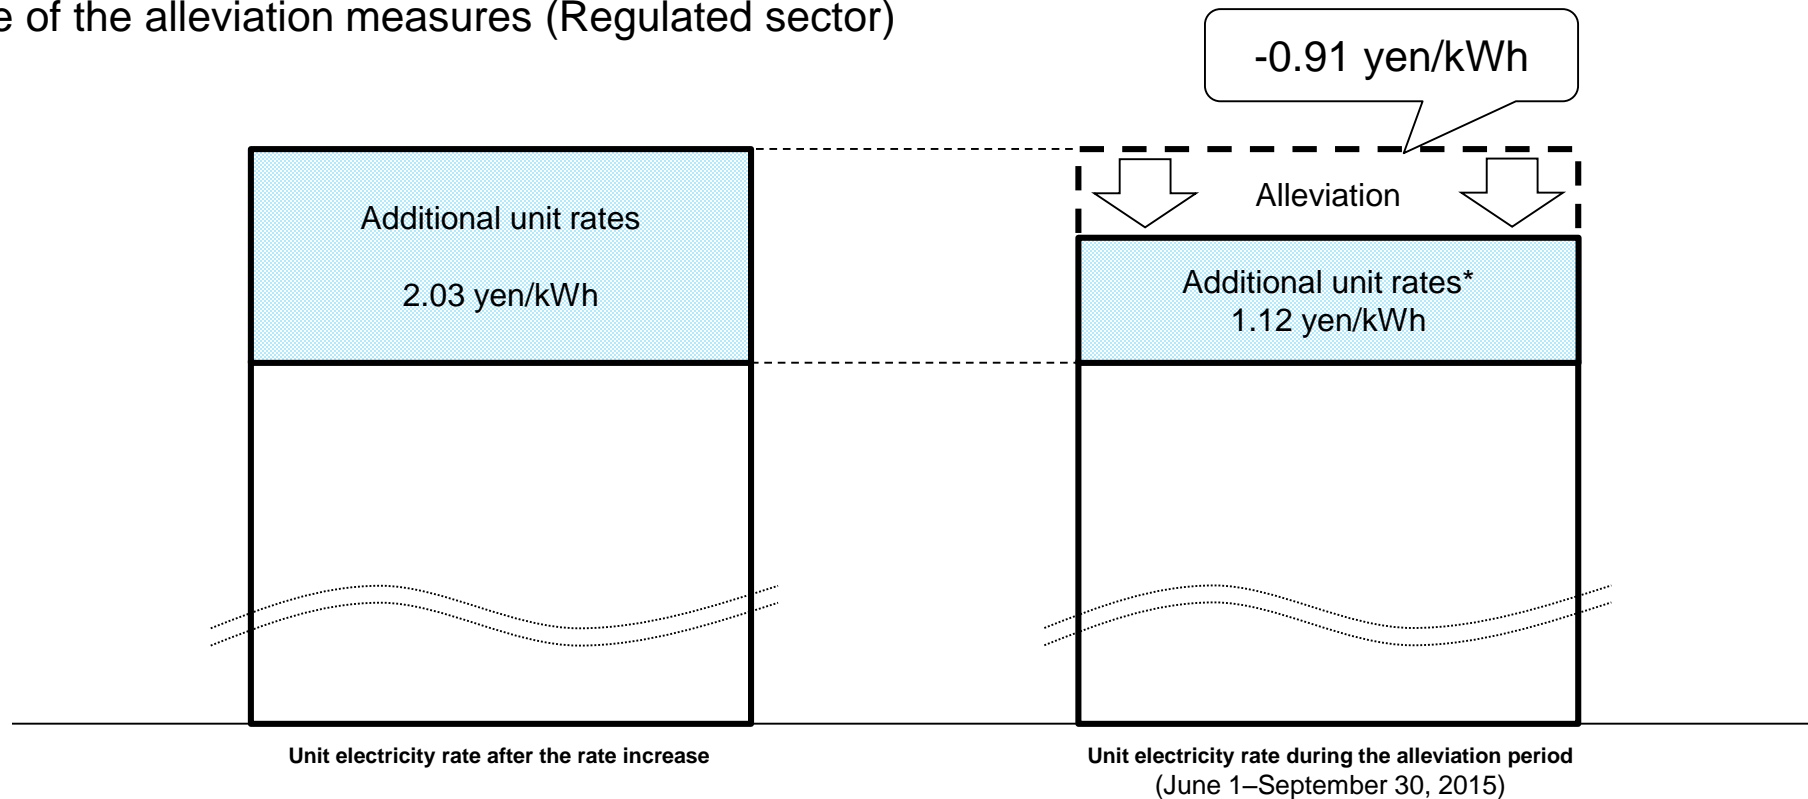 of the alleviation measures (Regulated sector)
-0.91 yen/kWh
Additional unit rates
2.03 yen/kWh
Alleviation
Additional unit rates*
1.12 yen/kWh
Unit electricity rate after the rate increase
Unit electricity rate during the alleviation period
(June 1–September 30, 2015)